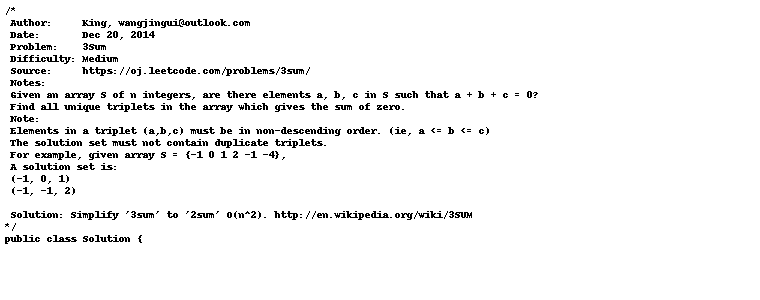 /*
Author: King, wangjingui@outlook.com
Date: Dec 20, 2014
Problem: 3Sum
Difficulty: Medium
Source: https://oj.leetcode.com/problems/3sum/
Notes:
Given an array S of n integers, are there elements a, b, c in S such that a + b + c = 0?
Find all unique triplets in the array which gives the sum of zero.
Note:
Elements in a triplet (a,b,c) must be in non-descending order. (ie, a <= b <= c)
The solution set must not contain duplicate triplets.
For example, given array S = {-1 0 1 2 -1 -4},
A solution set is:
(-1, 0, 1)
(-1, -1, 2)
Solution: Simplify '3sum' to '2sum' O(n^2). http://en.wikipedia.org/wiki/3SUM
*/
public class Solution {